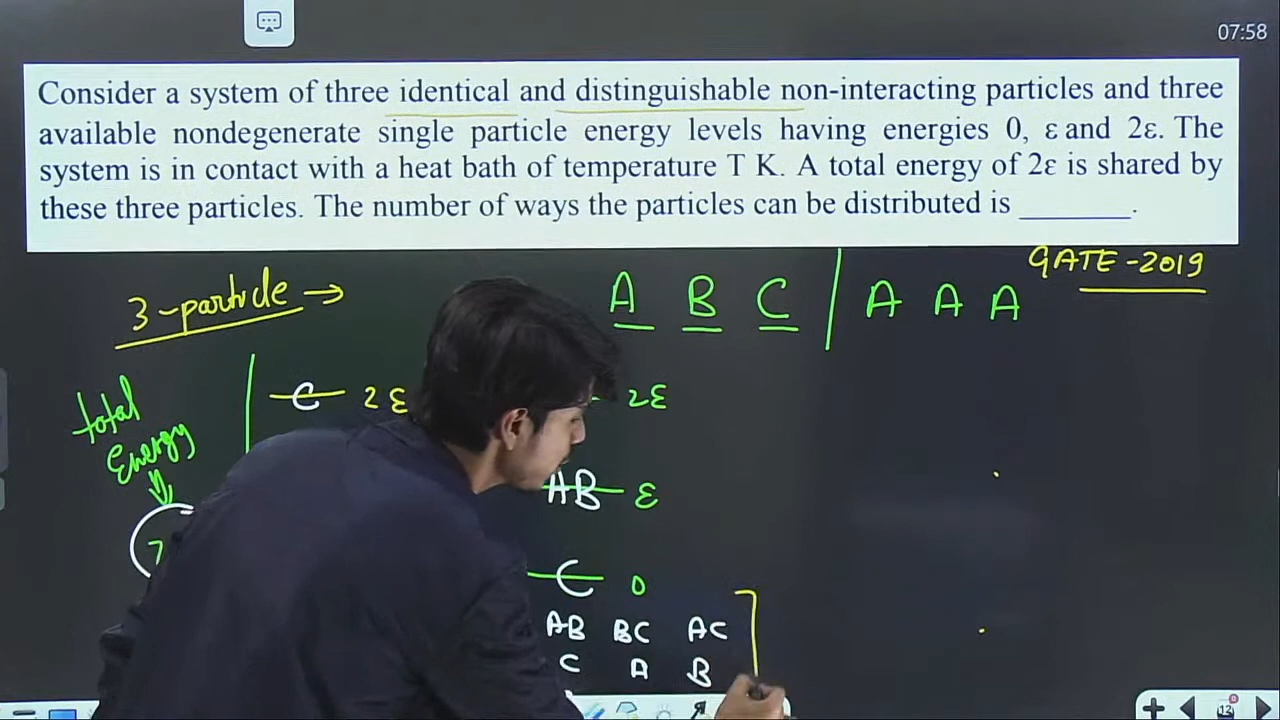 07:58
Consider a system of three identical and distinguishable non-interacting particles and three
available nondegenerate single particle energy levels having energies 0, ε and 2ε. The
system is in contact with a heat bath of temperature T K. A total energy of 2ε is shared by
these three particles. The number of ways the particles can be distributed is ________.
GATE-2019
3-particle →
A B C | A A A
total
Energy
C 2ε
2ε
AB ε
C 0
AB BC AC
C A B
12